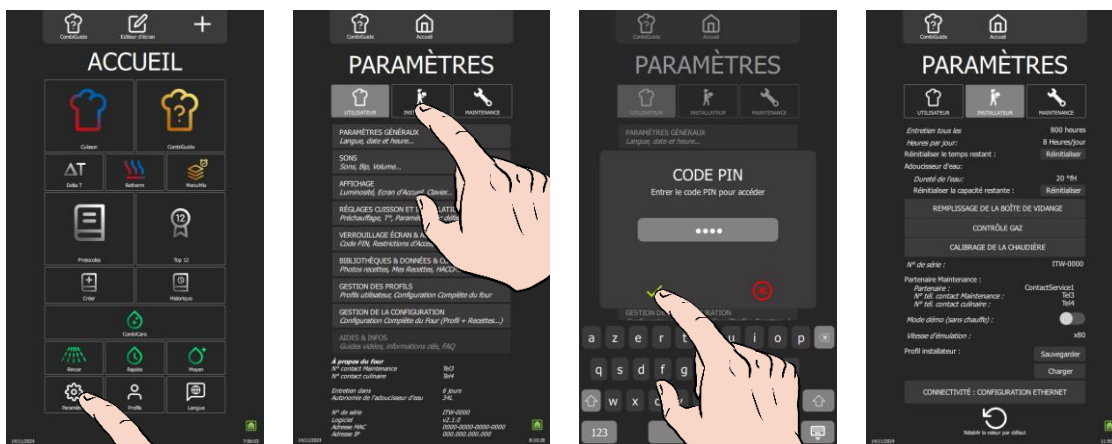 CombiGuide
Editeur d'écran
ACCUEIL
Cuisson
CombiGuide
Delta T
Retherm
MenuMix
Protocoles
12
Top 12
Créer
Historique
CombiCare
Rincer
Rapide
Moyen
Profils
Langue
14/11/2024
CombiGuide
Accueil
PARAMÈTRES
UTILISATEUR
MAINTENANCE
PARAMÈTRES GÉNÉRAUX
Langue, date et heure...
SONS
Sons, Bip, Volume...
AFFICHAGE
Luminosité, Ecran d'Accueil, Clavier...
RÉGLAGES CUISSON ET
Préchauffage, T°,
VERROUILLAGE ÉCRAN &
Code PIN, Restrictions
BIBLIOTHÈQUES & DONNÉES &
Photos recettes, Mes Recettes, HACCP
GESTION DES PROFILS
Profils utilisateur, Configuration Complète du four
GESTION DE LA CONFIGURATION
Configuration Complète du Four (Profil + Recettes...)
AIDES & INFOS
Guides vidéos, informations clés, FAQ
À propos du four
N° contact Maintenance Tel3
N° contact culinaire Tel4
Entretien dans 6 jours
Autonomie de l'adoucisseur d'eau 34L
N° de série ITW-0000
Logiciel v2.1.0
Adresse MAC 0000-0000-0000-0000
Adresse IP 000.000.000.000
14/11/2024
8:10:28
CombiGuide
Accueil
PARAMÈTRES
UTILISATEUR
INSTALLATEUR
MAINTENANCE
PARAMÈTRES GÉNÉRAUX
Langue, date et heure...
CODE PIN
Entrer le code PIN pour accéder
a z e r u i o p
q s d f g
w x
123
CombiGuide
Accueil
PARAMÈTRES
UTILISATEUR
INSTALLATEUR
MAINTENANCE
Entretien tous les 800 heures
Heures par jour: 8 Heures/jour
Réinitialiser le temps restant : Réinitialiser
Adoucisseur d'eau:
Dureté de l'eau: 20 °fH
Réinitialiser la capacité restante : Réinitialiser
REMPLISSAGE DE LA BOÎTE DE VIDANGE
CONTRÔLE GAZ
CALIBRAGE DE LA CHAUDIÈRE
N° de série : ITW-0000
Partenaire Maintenance :
Partenaire : ContactService1
N° tél. contact Maintenance : Tel3
N° tél. contact culinaire : Tel4
Mode démo (sans chauffe) :
Vitesse d'émulation : x80
Profil installateur : Sauvegarder
Charger
CONNECTIVITÉ : CONFIGURATION ETHERNET
Rétablir la valeur par défaut
14/11/2024